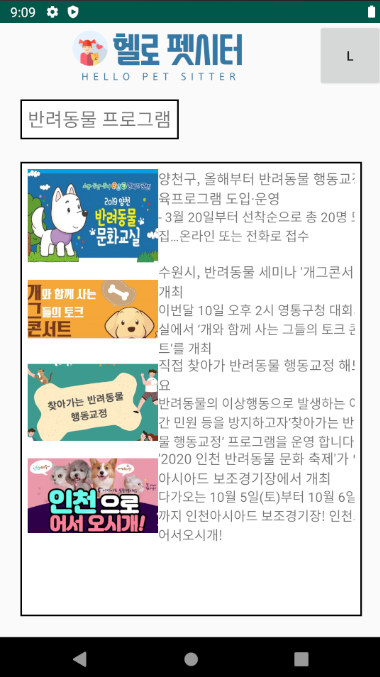 9:09
헬로 펫시터
HELLO PET SITTER
L
반려동물 프로그램
2019 양천
반려동물
문화교실
양천구, 올해부터 반려동물 행동교
육프로그램 도입·운영
- 3월 20일부터 선착순으로 총 20명
집...온라인 또는 전화로 접수
개와 함께 사는
그들의 토크
콘서트
수원시, 반려동물 세미나 '개그콘서
개최
이번달 10일 오후 2시 영통구청 대회
실에서 '개와 함께 사는 그들의 토크 콘
트'를 개최
찾아가는 반려동물
행동교정
직접 찾아가 반려동물 행동교정 해
요
반려동물의 이상행동으로 발생하는
간 민원 등을 방지하고자'찾아가는 반
물 행동교정' 프로그램을 운영 합니다
인천으로
어서 오시개!
'2020 인천 반려동물 문화 축제'가
아시아드 보조경기장에서 개최
다가오는 10월 5일(토)부터 10월 6일
까지 인천아시아드 보조경기장! 인천
어서오시개!